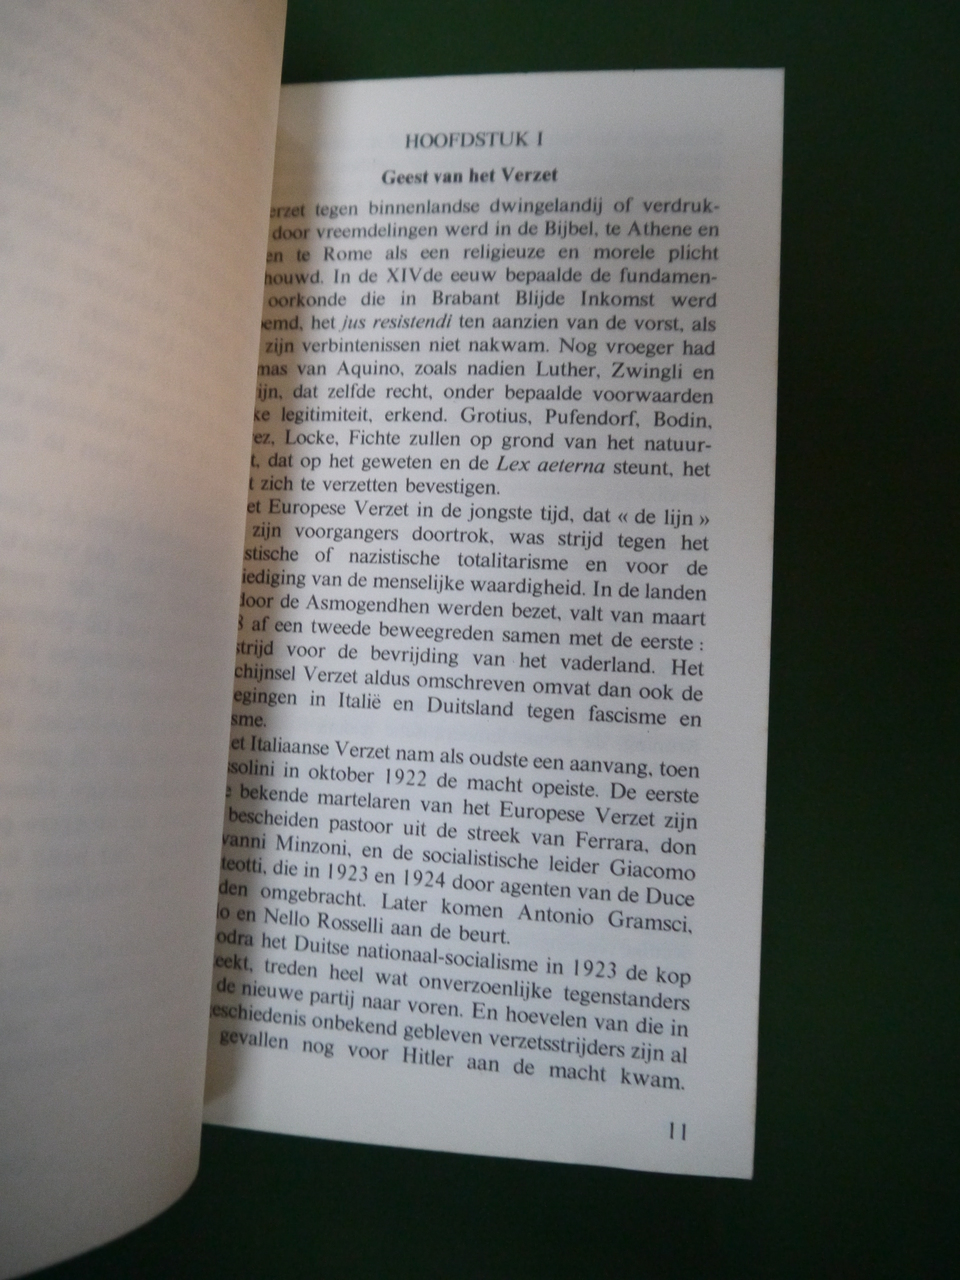 HOOFDSTUK I
Geest van het Verzet
erzet tegen binnenlandse dwingelandij of verdruk-
door vreemdelingen werd in de Bijbel, te Athene en
en te Rome als een religieuze en morele plicht
houwd. In de XIVde eeuw bepaalde de fundamen-
oorkonde die in Brabant Blijde Inkomst werd
emd, het jus resistendi ten aanzien van de vorst, als
zijn verbintenissen niet nakwam. Nog vroeger had
mas van Aquino, zoals nadien Luther, Zwingli en
ijn, dat zelfde recht, onder bepaalde voorwaarden
ke legitimiteit, erkend. Grotius, Pufendorf, Bodin,
ez, Locke, Fichte zullen op grond van het natuur-
t, dat op het geweten en de Lex aeterna steunt, het
t zich te verzetten bevestigen.
et Europese Verzet in de jongste tijd, dat « de lijn »
zijn voorgangers doortrok, was strijd tegen het
stische of nazistische totalitarisme en voor de
iediging van de menselijke waardigheid. In de landen
door de Asmogendhen werden bezet, valt van maart
8 af een tweede beweegreden samen met de eerste :
strijd voor de bevrijding van het vaderland. Het
chijnsel Verzet aldus omschreven omvat dan ook de
egingen in Italië en Duitsland tegen fascisme en
sme.
et Italiaanse Verzet nam als oudste een aanvang, toen
ssolini in oktober 1922 de macht opeiste. De eerste
e bekende martelaren van het Europese Verzet zijn
bescheiden pastoor uit de streek van Ferrara, don
vanni Minzoni, en de socialistische leider Giacomo
teotti, die in 1923 en 1924 door agenten van de Duce
den omgebracht. Later komen Antonio Gramsci,
lo en Nello Rosselli aan de beurt.
odra het Duitse nationaal-socialisme in 1923 de kop
eekt, treden heel wat onverzoenlijke tegenstanders
de nieuwe partij naar voren. En hoevelen van die in
eschiedenis onbekend gebleven verzetsstrijders zijn al
gevallen nog voor Hitler aan de macht kwam.
11